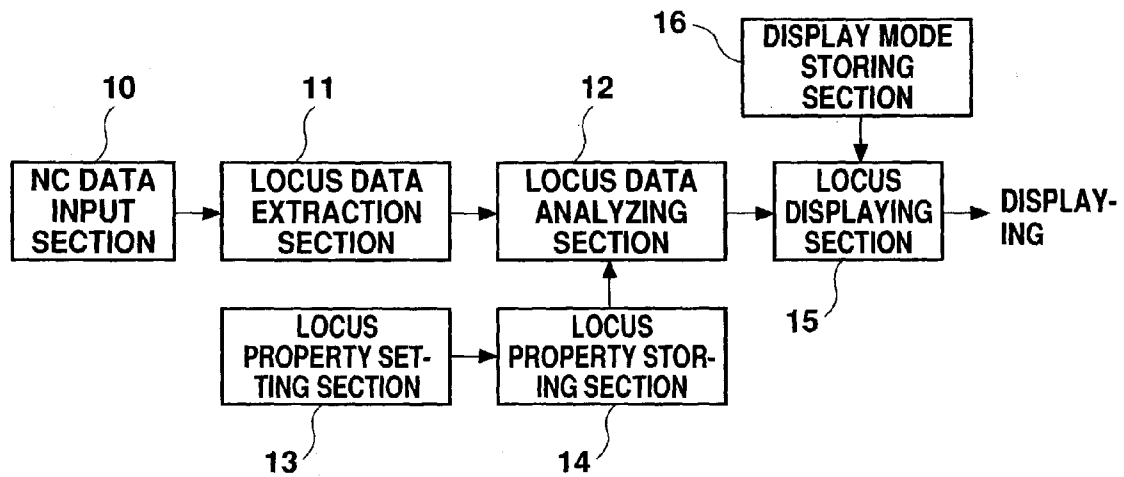 16
DISPLAY MODE
STORING
SECTION
10
11
12
NC DATA
INPUT
SECTION
LOCUS DATA
EXTRACTION
SECTION
LOCUS DATA
ANALYZING
SECTION
LOCUS
DISPLAYING
SECTION
DISPLAY-
ING
15
LOCUS
PROPERTY SET-
TING SECTION
LOCUS
PROPERTY STOR-
ING SECTION
13
14